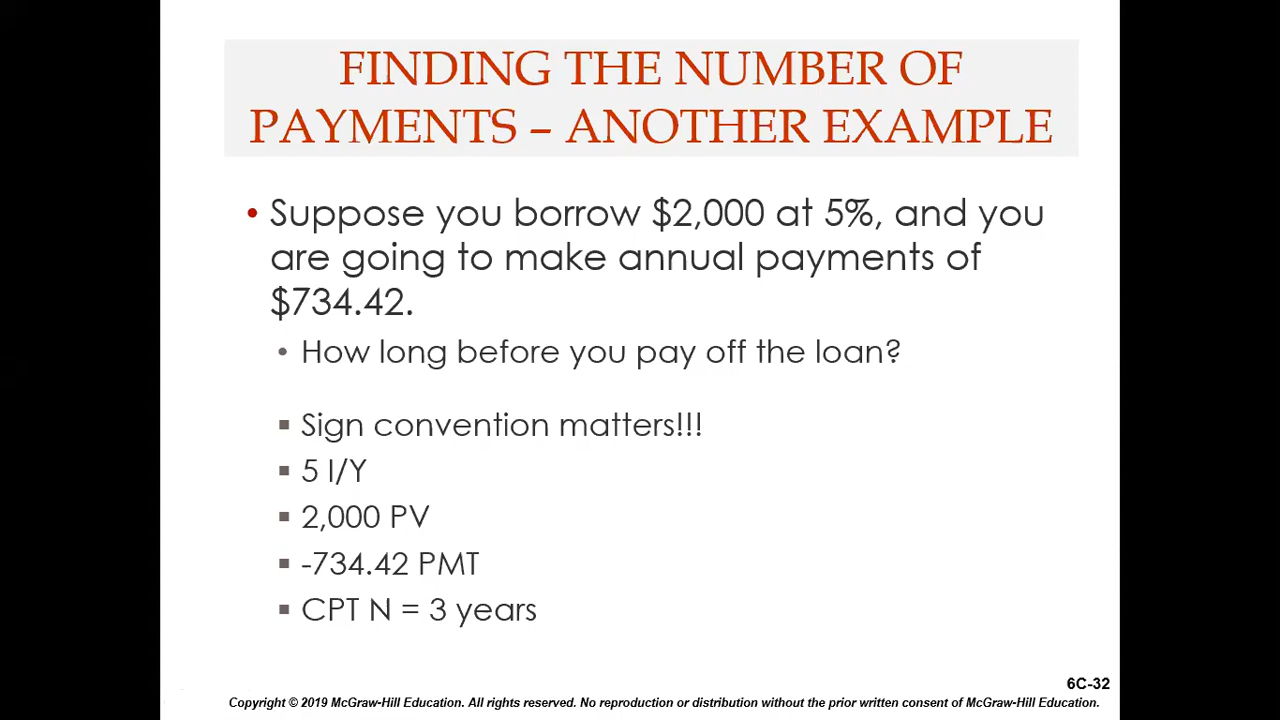 FINDING THE NUMBER OF
PAYMENTS – ANOTHER EXAMPLE
• Suppose you borrow $2,000 at 5%, and you
are going to make annual payments of
$734.42.
• How long before you pay off the loan?
▪ Sign convention matters!!!
▪ 5 I/Y
▪ 2,000 PV
▪ -734.42 PMT
▪ CPT N = 3 years
6C-32
Copyright © 2019 McGraw-Hill Education. All rights reserved. No reproduction or distribution without the prior written consent of McGraw-Hill Education.